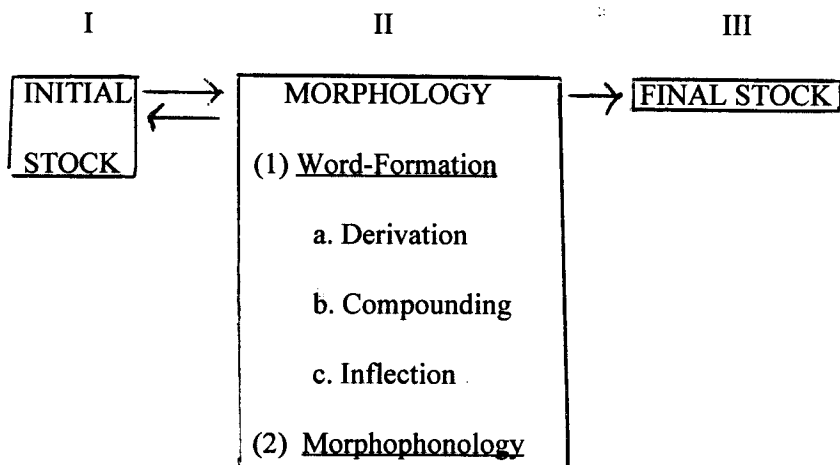 I II III
INITIAL MORPHOLOGY FINAL STOCK
STOCK (1) Word-Formation
a. Derivation
b. Compounding
c. Inflection
(2) Morphophonology